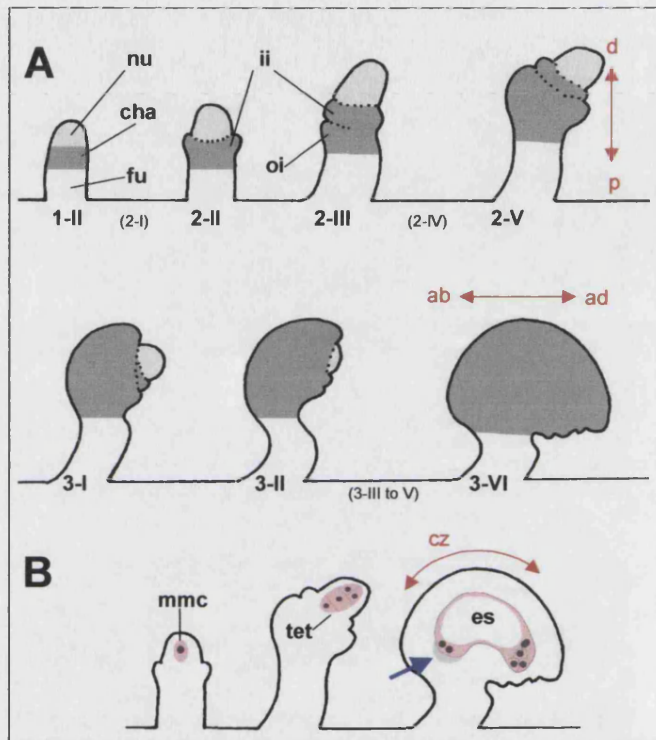 A
nu
cha
fu
ii
oi
d
p
1-II (2-I) 2-II 2-III (2-IV) 2-V
ab ad
3-I 3-II (3-III to V) 3-VI
B
mmc
tet
cz
es